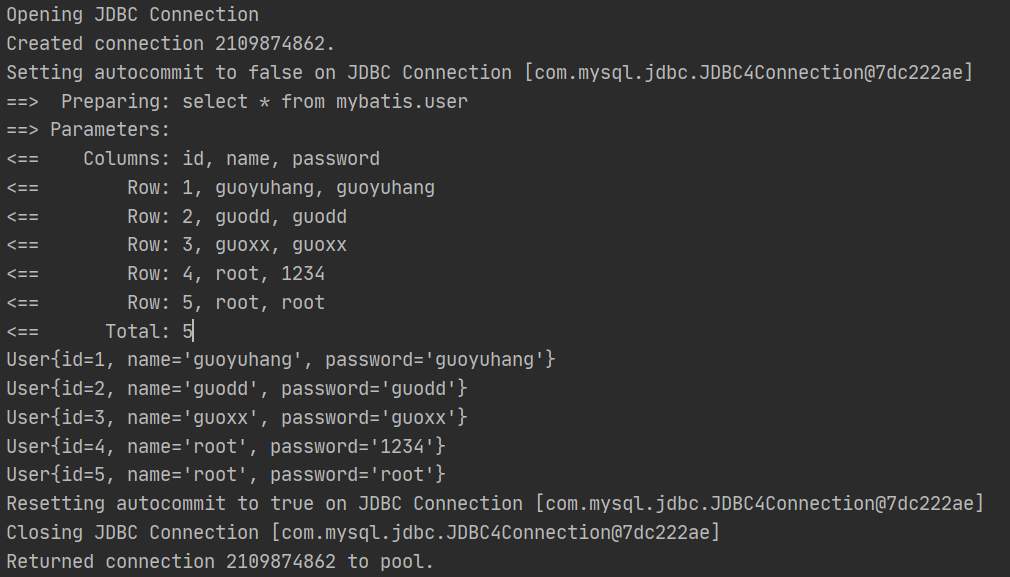 Opening JDBC Connection
Created connection 2109874862.
Setting autocommit to false on JDBC Connection [com.mysql.jdbc.JDBC4Connection@7dc222ae]
==>  Preparing: select * from mybatis.user
==> Parameters:
<==    Columns: id, name, password
<==        Row: 1, guoyuhang, guoyuhang
<==        Row: 2, guodd, guodd
<==        Row: 3, guoxx, guoxx
<==        Row: 4, root, 1234
<==        Row: 5, root, root
<==      Total: 5
User{id=1, name='guoyuhang', password='guoyuhang'}
User{id=2, name='guodd', password='guodd'}
User{id=3, name='guoxx', password='guoxx'}
User{id=4, name='root', password='1234'}
User{id=5, name='root', password='root'}
Resetting autocommit to true on JDBC Connection [com.mysql.jdbc.JDBC4Connection@7dc222ae]
Closing JDBC Connection [com.mysql.jdbc.JDBC4Connection@7dc222ae]
Returned connection 2109874862 to pool.